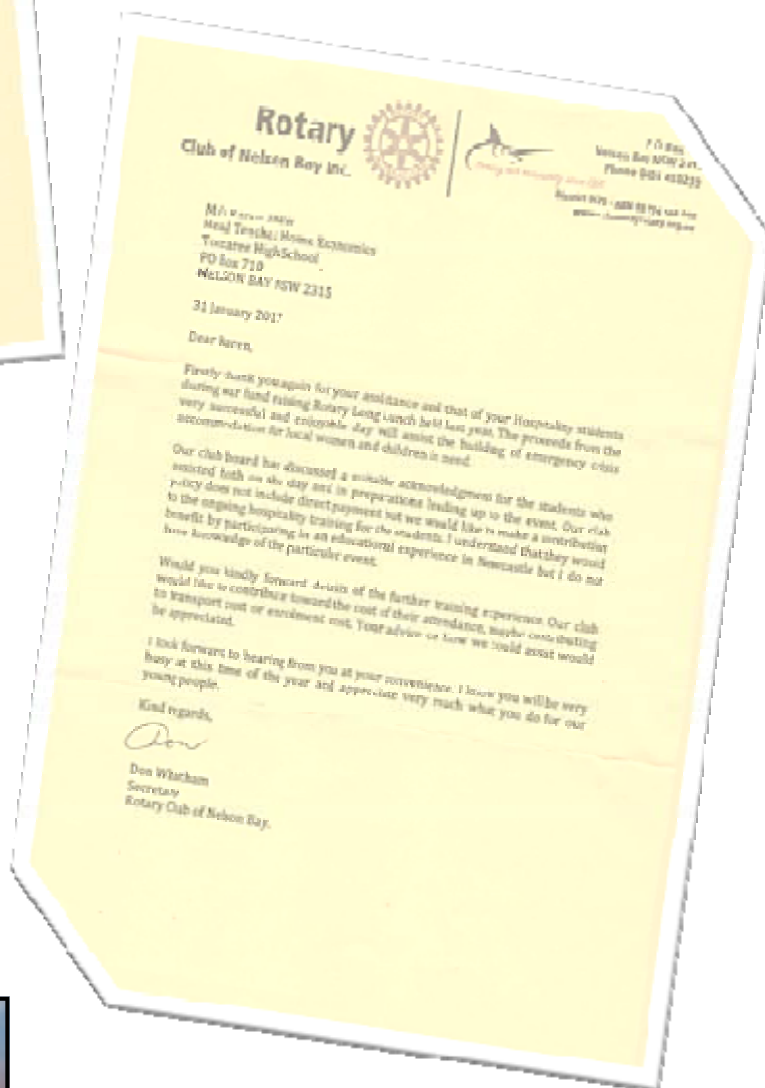 Rotary
Club of Nelson Bay Inc.
P O Box
Nelson Bay NSW
Phone
Head Teacher Home Economics
Tomaree High School
PO Box 710
NELSON BAY NSW 2315
31 January 2017
Dear Karen,
Firstly thank you again for your assistance and that of your Hospitality students
during our fund raising Rotary Long Lunch held last year. The proceeds from the
very successful and enjoyable day will assist the building of emergency crisis
accommodation for local women and children in need.
Our club board has discussed a suitable acknowledgment for the students who
assisted both on the day and in preparations leading up to the event. Our club
policy does not include direct payment but we would like to make a contribution
to the ongoing hospitality training for the students. I understand that they would
benefit by participating in an educational experience in Newcastle but I do not
have knowledge of the particular event.
Would you kindly forward details of the further training experience. Our club
would like to contribute toward the cost of their attendance, maybe contributing
to transport cost or enrolment cost. Your advice on how we could assist would
be appreciated.
I look forward to hearing from you at your convenience. I know you will be very
busy at this time of the year and appreciate very much what you do for our
young people.
Kind regards,
Don
Don Whatham
Secretary
Rotary Club of Nelson Bay.